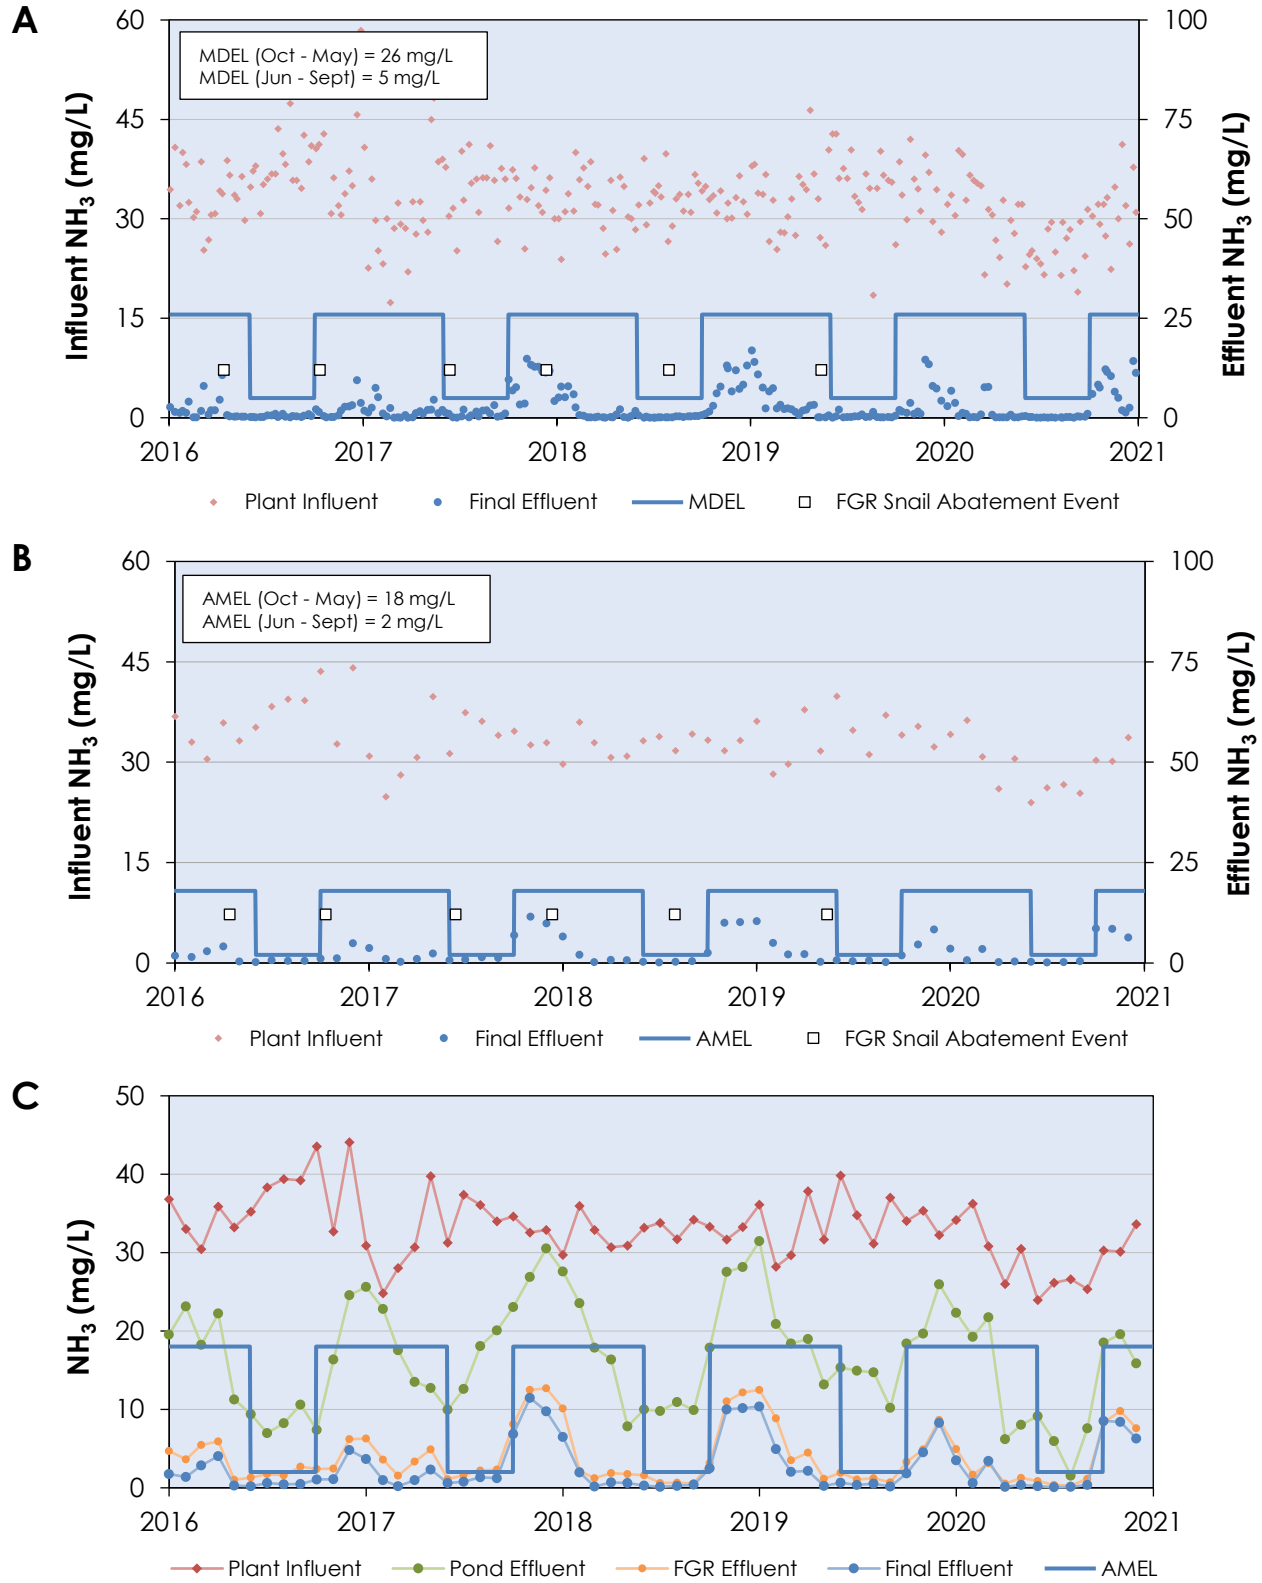 A
60
100
MDEL (Oct - May) = 26 mg/L
MDEL (Jun - Sept) = 5 mg/L
45
75
Influent NH3 (mg/L)
Effluent NH3 (mg/L)
30
50
15
25
0
0
2016 2017 2018 2019 2020 2021
Plant Influent Final Effluent MDEL FGR Snail Abatement Event
B
60
100
AMEL (Oct - May) = 18 mg/L
AMEL (Jun - Sept) = 2 mg/L
45
75
Influent NH3 (mg/L)
Effluent NH3 (mg/L)
30
50
15
25
0
0
2016 2017 2018 2019 2020 2021
Plant Influent Final Effluent AMEL FGR Snail Abatement Event
C
50
40
30
NH3 (mg/L)
20
10
0
2016 2017 2018 2019 2020 2021
Plant Influent Pond Effluent FGR Effluent Final Effluent AMEL